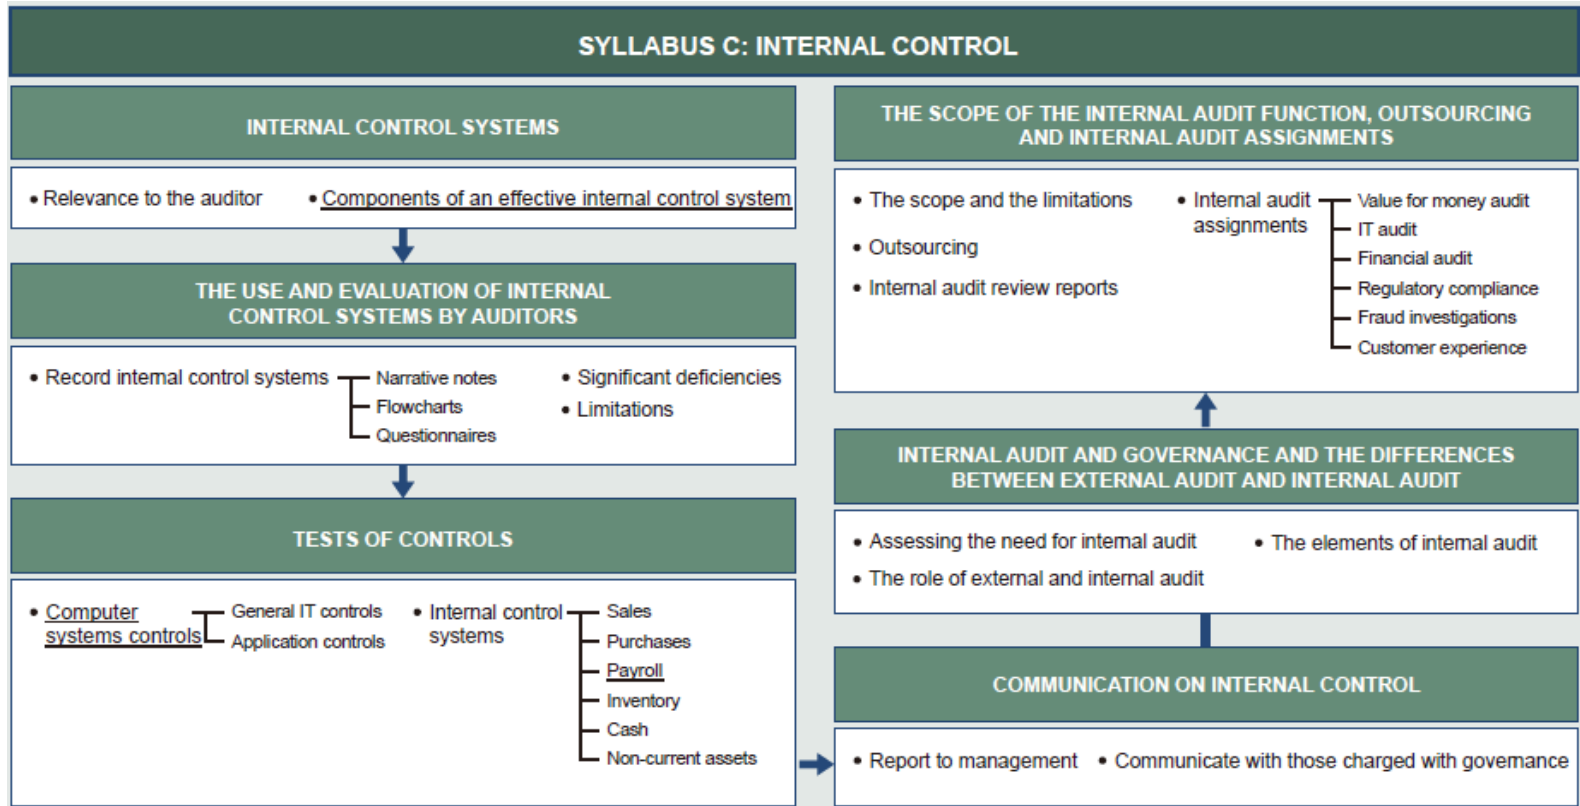 SYLLABUS C: INTERNAL CONTROL
INTERNAL CONTROL SYSTEMS
• Relevance to the auditor
• Components of an effective internal control system
THE USE AND EVALUATION OF INTERNAL
CONTROL SYSTEMS BY AUDITORS
• Record internal control systems
Narrative notes
Flowcharts
Questionnaires
• Significant deficiencies
• Limitations
TESTS OF CONTROLS
• Computer
systems controls
General IT controls
Application controls
• Internal control
systems
Sales
Purchases
Payroll
Inventory
Cash
Non-current assets
COMMUNICATION ON INTERNAL CONTROL
• Report to management
• Communicate with those charged with governance
INTERNAL AUDIT AND GOVERNANCE AND THE DIFFERENCES
BETWEEN EXTERNAL AUDIT AND INTERNAL AUDIT
• Assessing the need for internal audit
• The elements of internal audit
• The role of external and internal audit
THE SCOPE OF THE INTERNAL AUDIT FUNCTION, OUTSOURCING
AND INTERNAL AUDIT ASSIGNMENTS
• The scope and the limitations
• Outsourcing
• Internal audit review reports
• Internal audit
assignments
Value for money audit
IT audit
Financial audit
Regulatory compliance
Fraud investigations
Customer experience